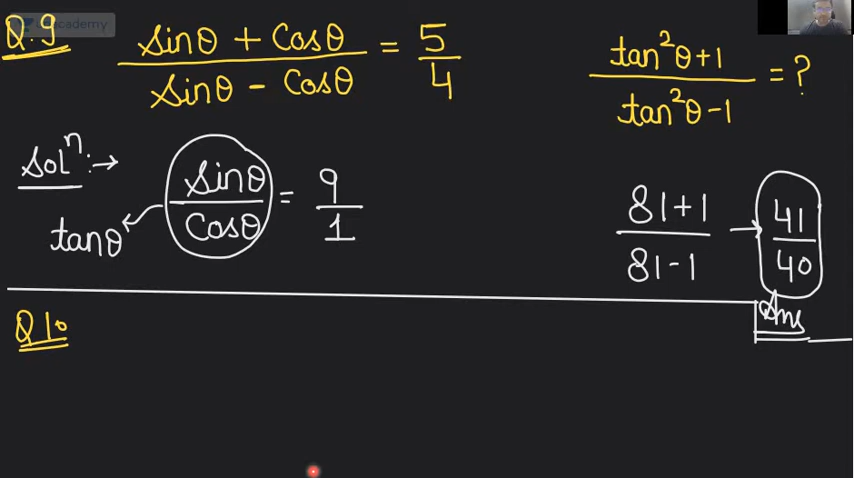 Q.9
sinθ + Cosθ / sinθ - Cosθ = 5/4
tan²θ+1 / tan²θ-1 = ?
Solⁿ :→
sinθ / Cosθ = 9/1
tanθ
81+1 / 81-1 → 41/40
Ans
Q10